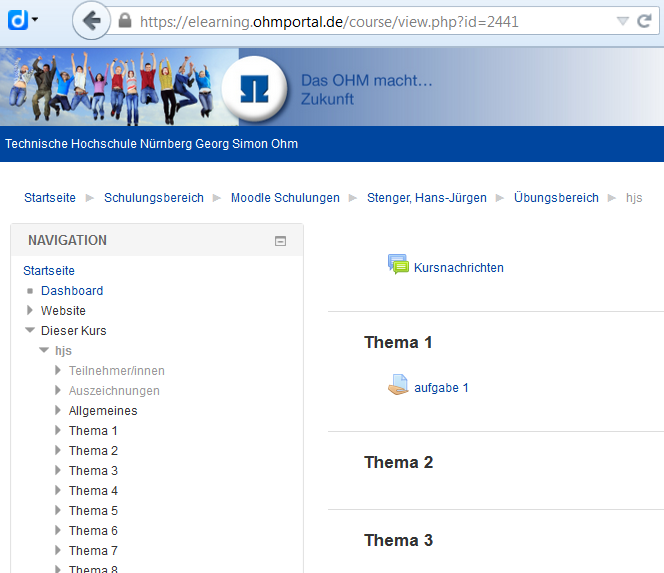 https://elearning.ohmportal.de/course/view.php?id=2441
Das OHM macht...
Zukunft
Technische Hochschule Nürnberg Georg Simon Ohm
Startseite Schulungsbereich Moodle Schulungen Stenger, Hans-Jürgen Übungsbereich hjs
NAVIGATION
Startseite
Dashboard
Website
Dieser Kurs
hjs
Teilnehmer/innen
Auszeichnungen
Allgemeines
Thema 1
Thema 2
Thema 3
Thema 4
Thema 5
Thema 6
Thema 7
Thema 8
Kursnachrichten
Thema 1
aufgabe 1
Thema 2
Thema 3